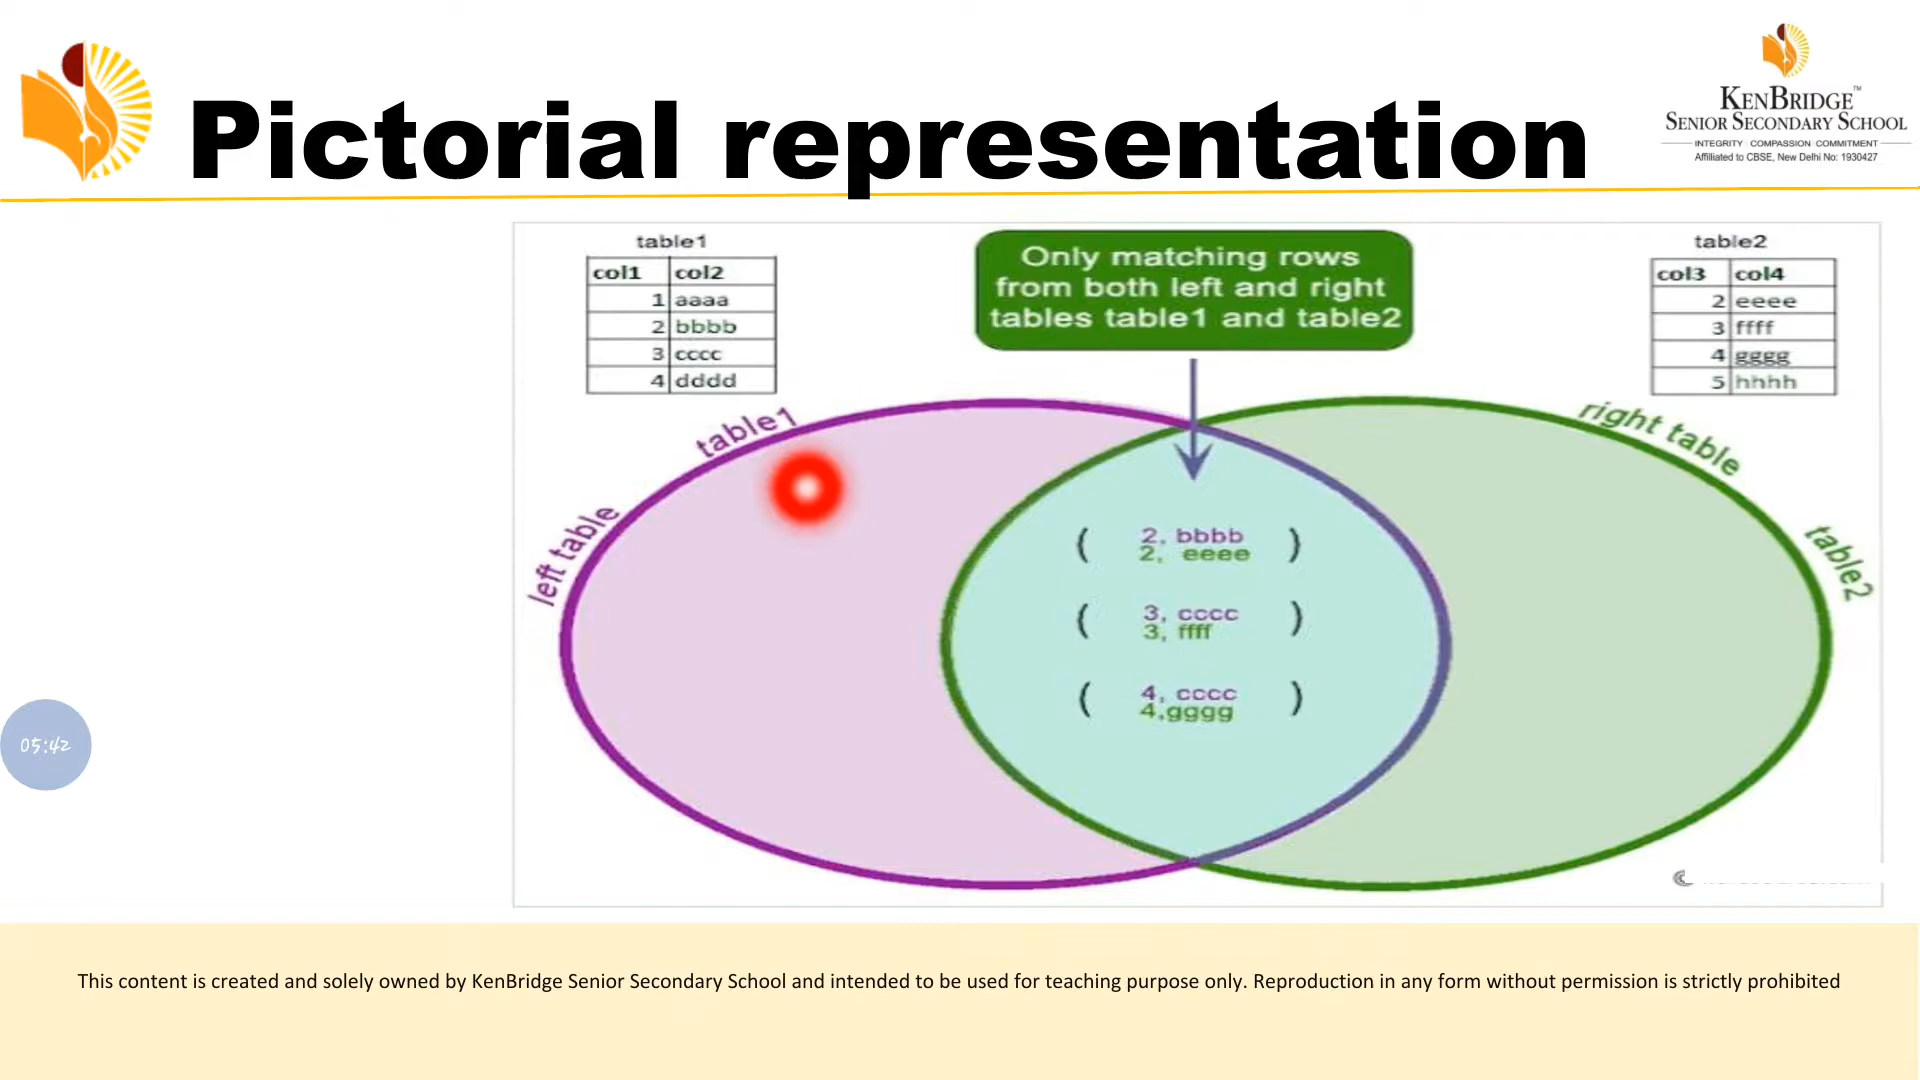 Pictorial representation
KENBRIDGE™
SENIOR SECONDARY SCHOOL
INTEGRITY COMPASSION COMMITMENT
Affiliated to CBSE, New Delhi No: 1930427
table1
col1 col2
1 aaaa
2 bbbb
3 cccc
4 dddd
Only matching rows
from both left and right
tables table1 and table2
table2
col3 col4
2 eeee
3 ffff
4 gggg
5 hhhh
left table
table1
right table
table2
( 2, bbbb )
2, eeee
( 3, cccc )
3, ffff
( 4, cccc )
4,gggg
05:42
©
This content is created and solely owned by KenBridge Senior Secondary School and intended to be used for teaching purpose only. Reproduction in any form without permission is strictly prohibited